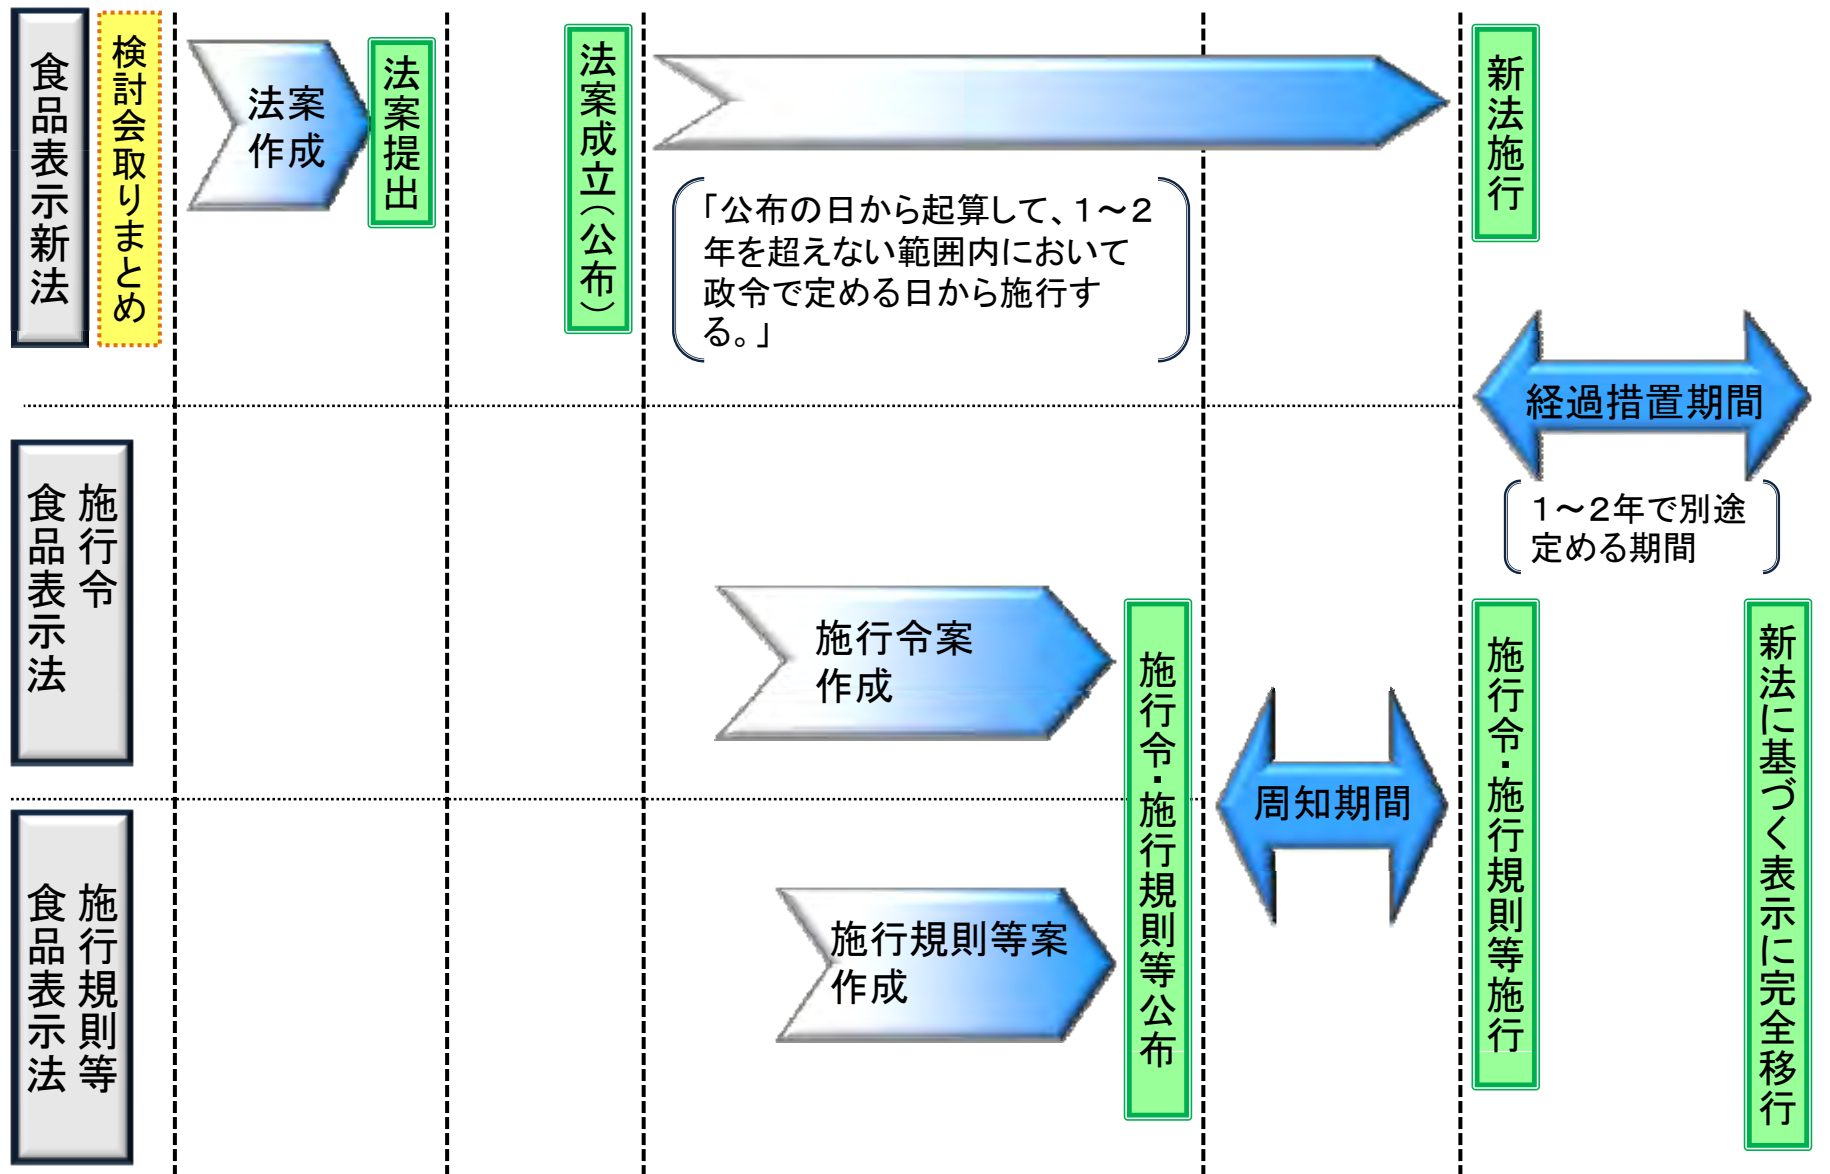 食品表示新法
検討会取りまとめ
法案
作成
法案提出
法案成立（公布）
「公布の日から起算して、１～２
年を超えない範囲内において
政令で定める日から施行す
る。」
新法施行
経過措置期間
１～２年で別途
定める期間
食品表示法
施行令
施行令案
作成
施行令・施行規則等公布
周知期間
施行令・施行規則等施行
新法に基づく表示に完全移行
食品表示法
施行規則等
施行規則等案
作成